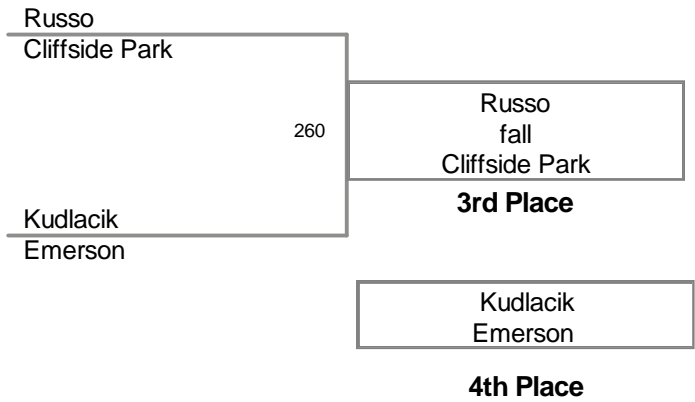 Russo
Cliffside Park
260
Russo
fall
Cliffside Park
3rd Place
Kudlacik
Emerson
Kudlacik
Emerson
4th Place